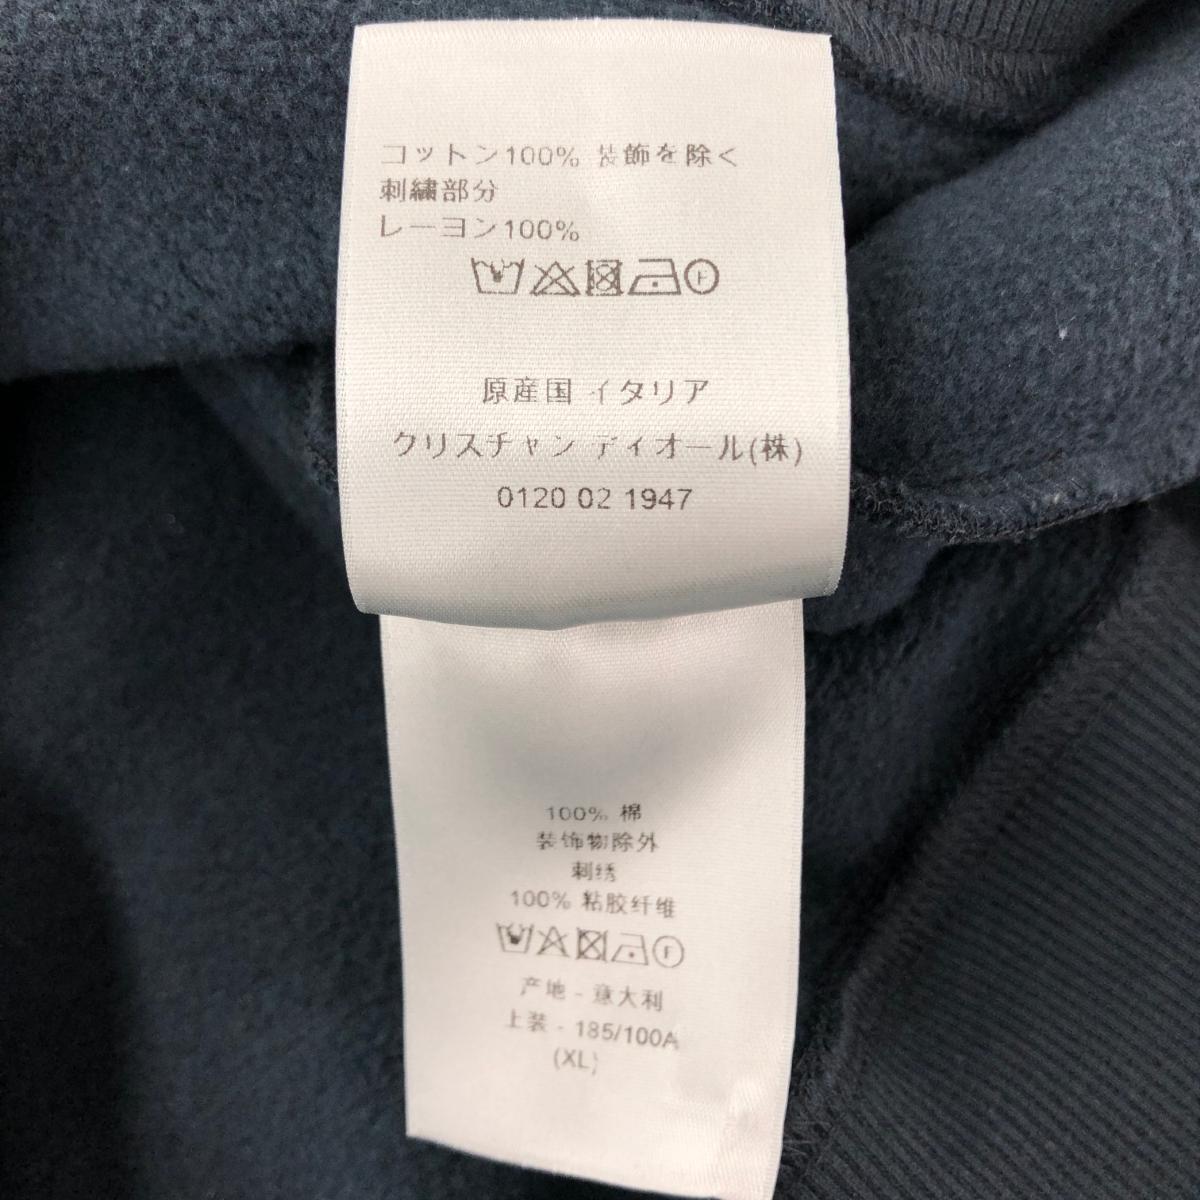 コットン100% 装飾を除く
刺繍部分
レーヨン100%
F
原産国 イタリア
クリスチャン ディオール(株)
0120 02 1947
100% 棉
装饰物除外
刺绣
100% 粘胶纤维
F
产地 - 意大利
上装 - 185/100A
(XL)